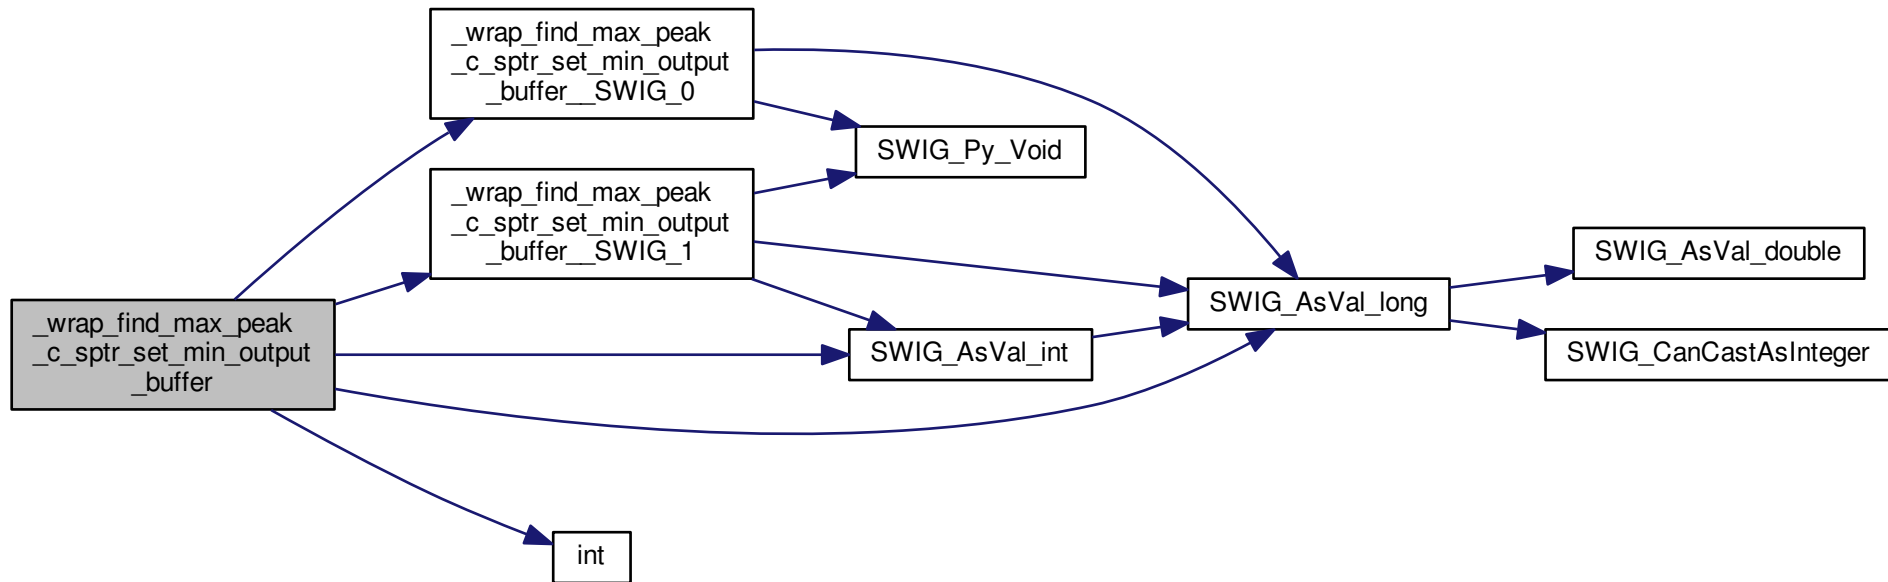 _wrap_find_max_peak
_c_sptr_set_min_output
_buffer
_wrap_find_max_peak
_c_sptr_set_min_output
_buffer__SWIG_0
_wrap_find_max_peak
_c_sptr_set_min_output
_buffer__SWIG_1
SWIG_Py_Void
SWIG_AsVal_int
int
SWIG_AsVal_long
SWIG_AsVal_double
SWIG_CanCastAsInteger